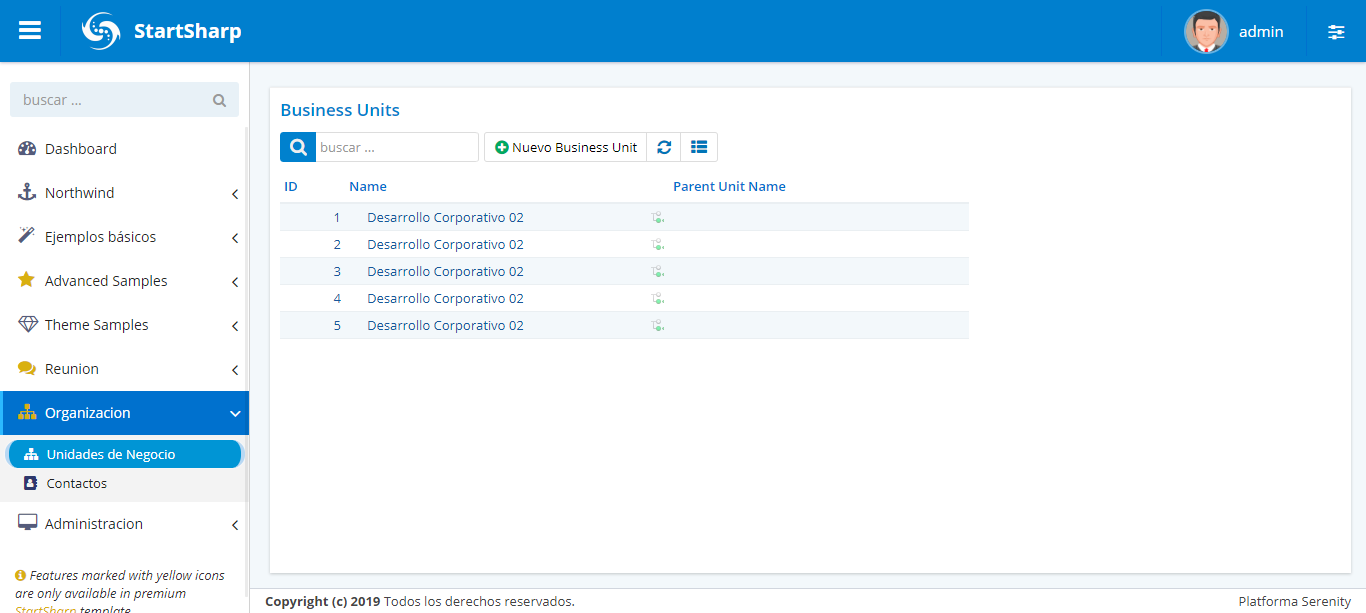 StartSharp
admin
buscar ...
Dashboard
Northwind
Ejemplos básicos
Advanced Samples
Theme Samples
Reunion
Organizacion
Unidades de Negocio
Contactos
Administracion
Features marked with yellow icons
are only available in premium
StartSharp template
Business Units
buscar ...
Nuevo Business Unit
ID Name Parent Unit Name
1 Desarrollo Corporativo 02
2 Desarrollo Corporativo 02
3 Desarrollo Corporativo 02
4 Desarrollo Corporativo 02
5 Desarrollo Corporativo 02
Copyright (c) 2019 Todos los derechos reservados.
Platforma Serenity